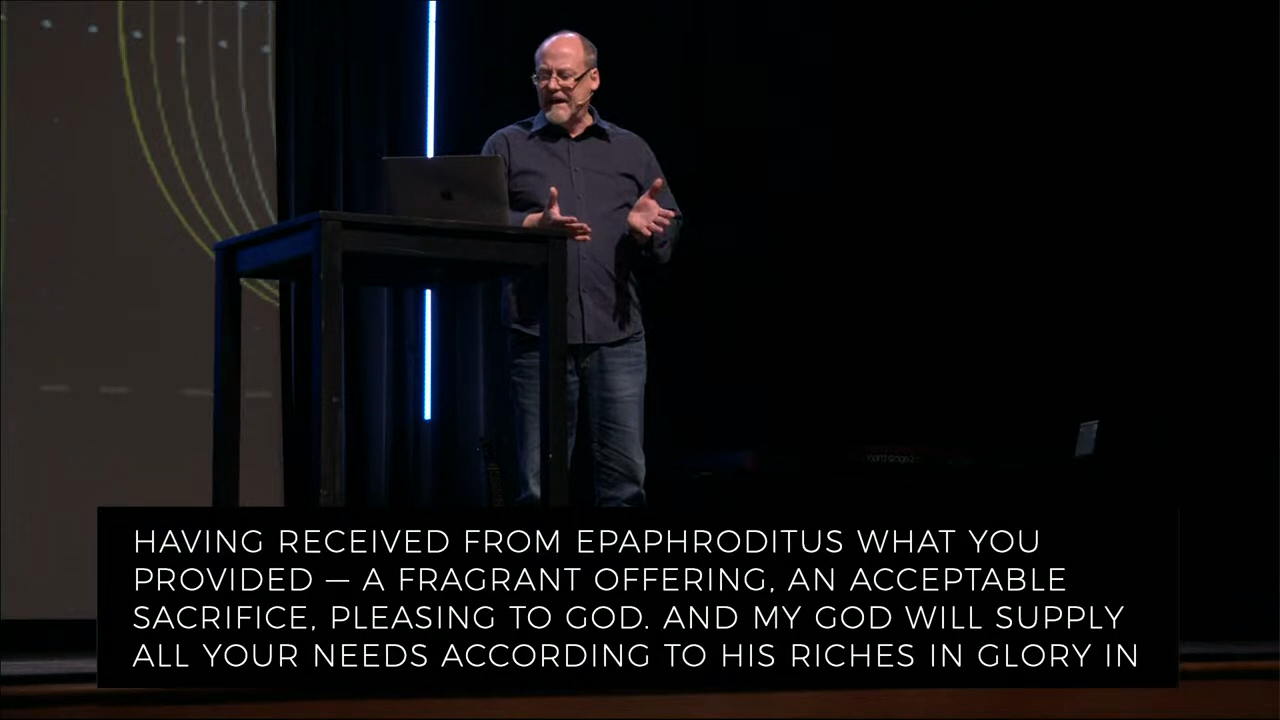 HAVING RECEIVED FROM EPAPHRODITUS WHAT YOU
PROVIDED — A FRAGRANT OFFERING, AN ACCEPTABLE
SACRIFICE, PLEASING TO GOD. AND MY GOD WILL SUPPLY
ALL YOUR NEEDS ACCORDING TO HIS RICHES IN GLORY IN